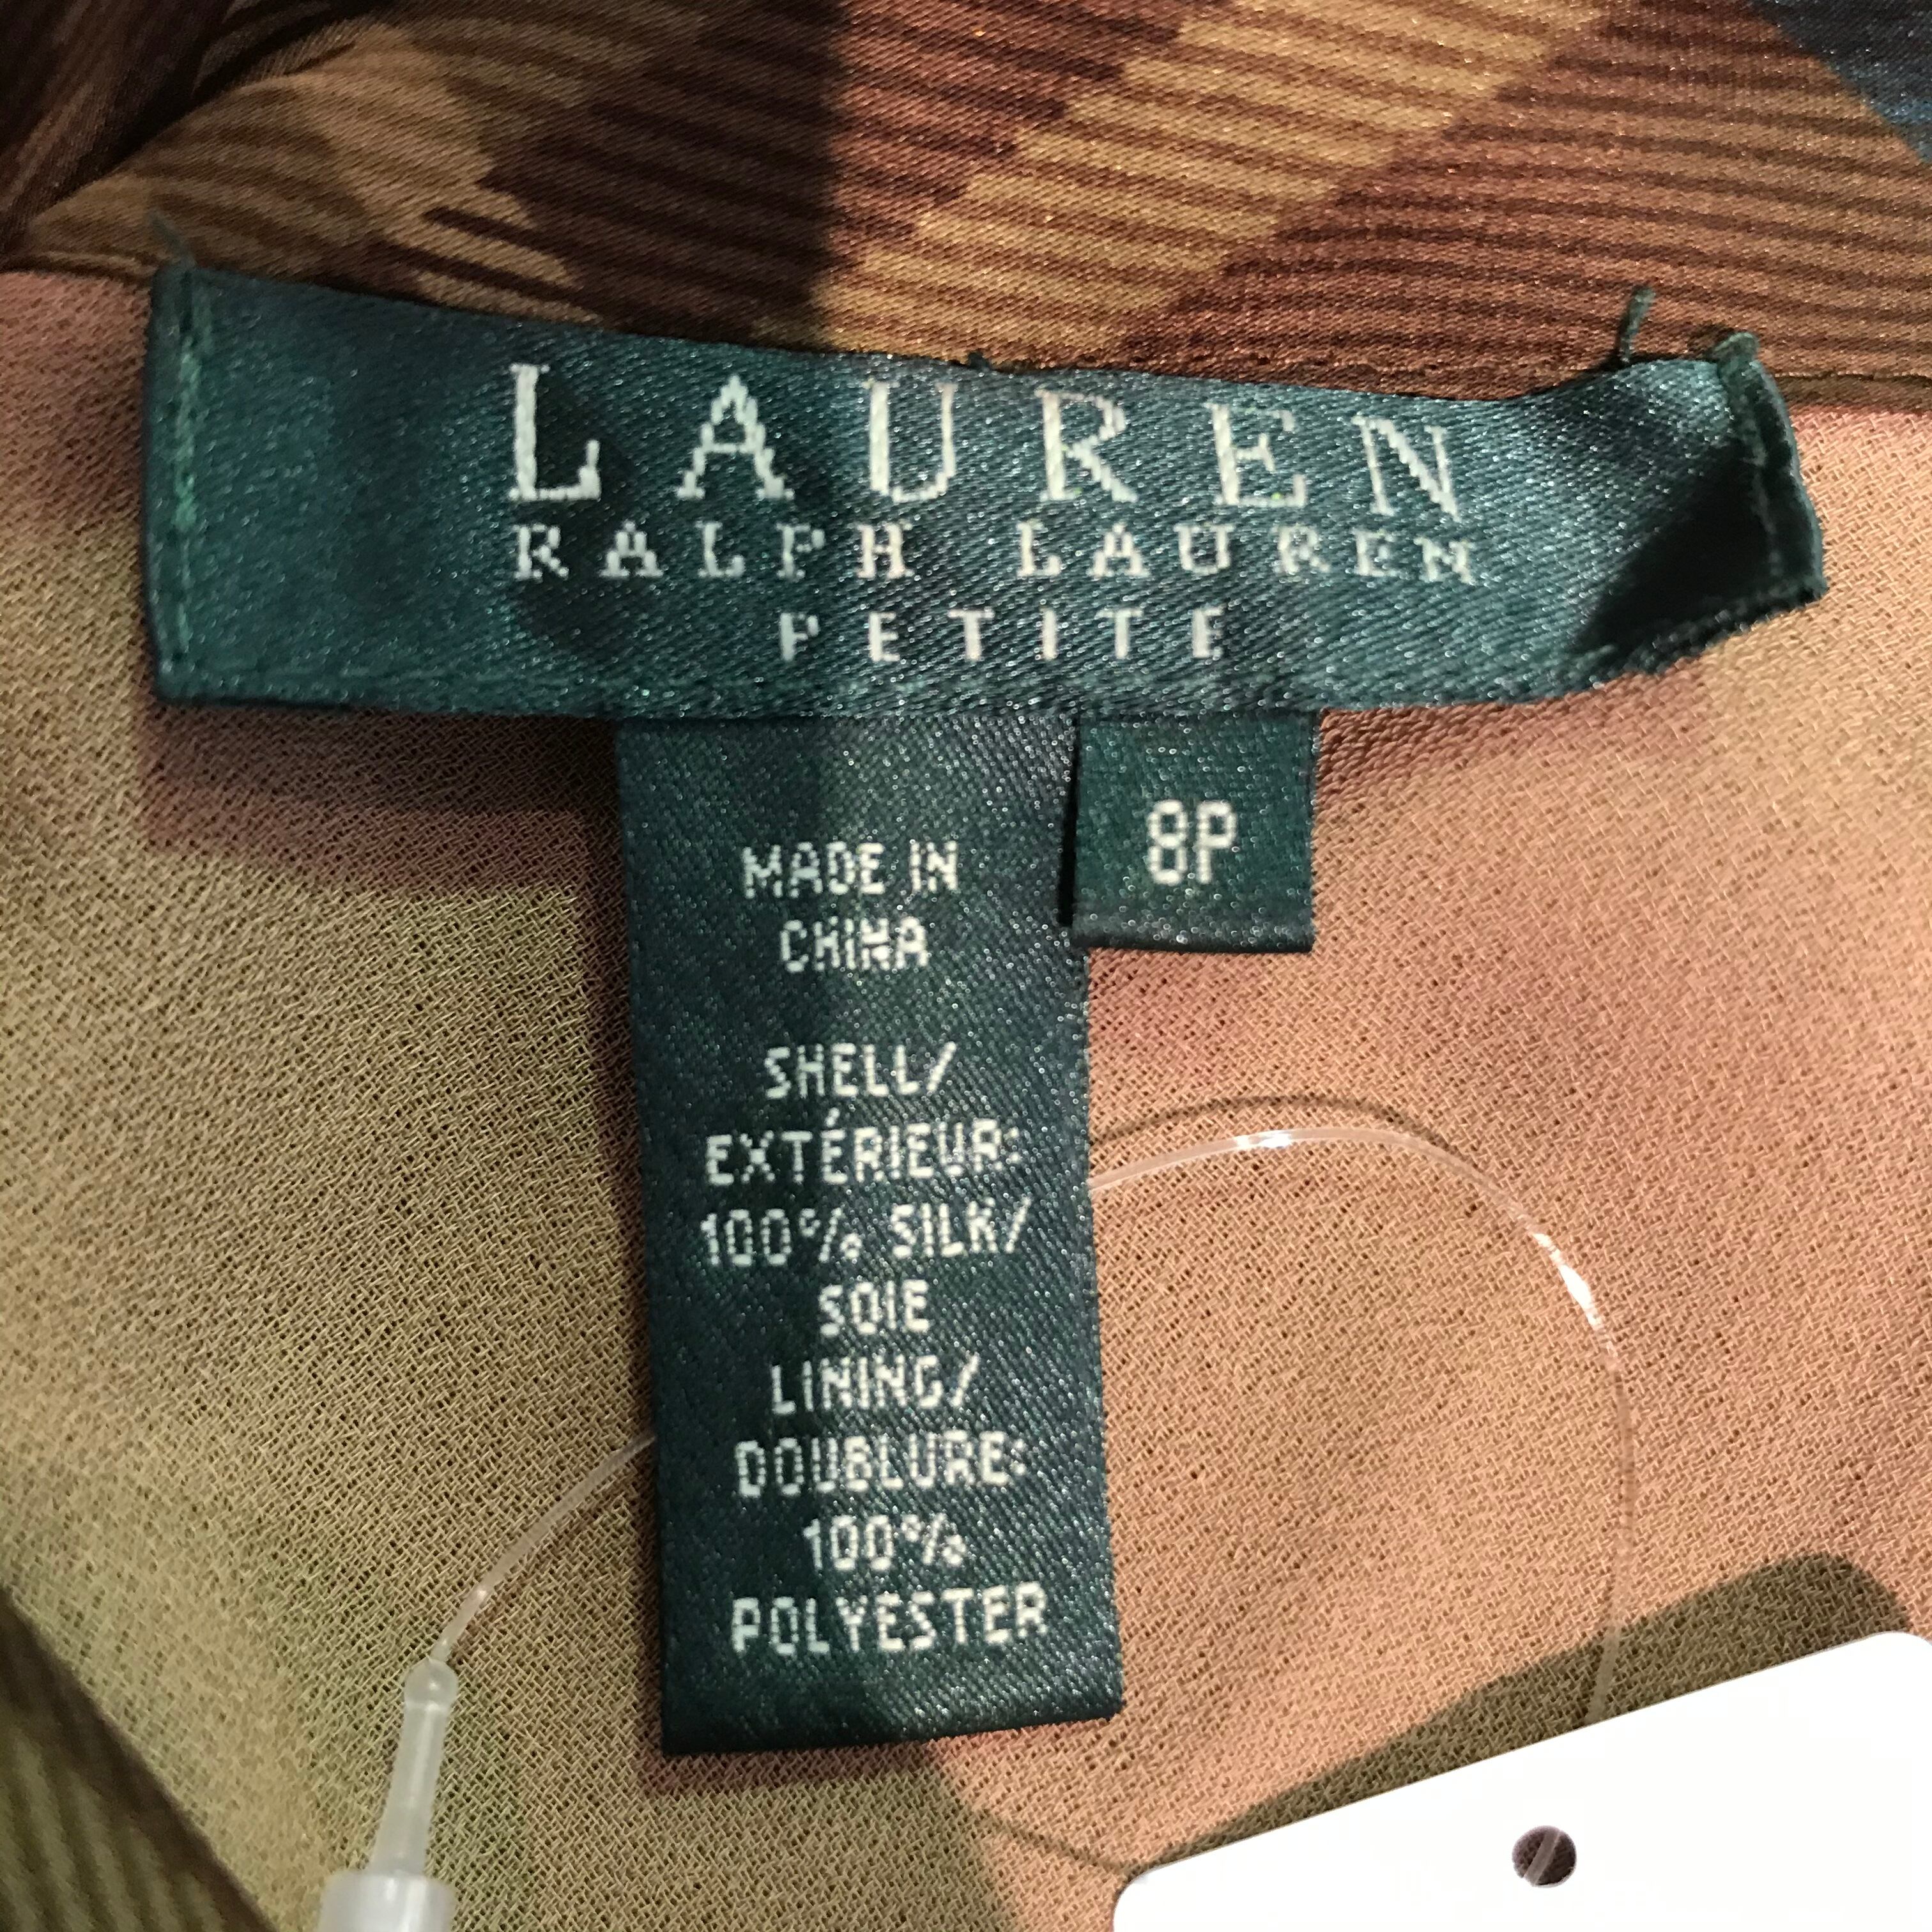 LAUREN
RALPH LAUREN
PETITE
8P
MADE IN
CHINA
SHELL/
EXTÉRIEUR:
100% SILK/
SOIE
LINING/
DOUBLURE:
100%
POLYESTER